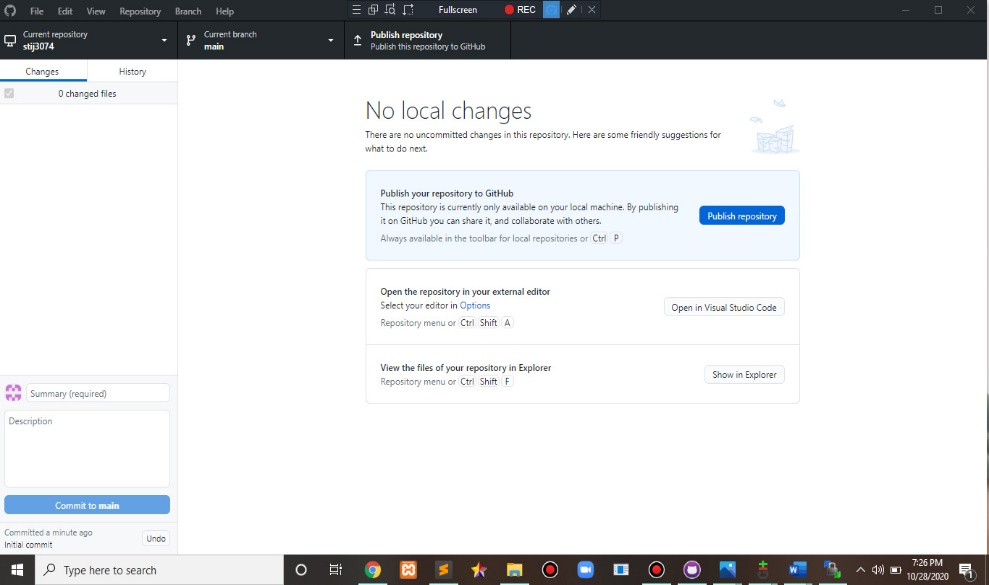 File Edit View Repository Branch Help
Fullscreen REC
Current repository
stij3074
Current branch
main
Publish repository
Publish this repository to GitHub
Changes History
0 changed files
No local changes
There are no uncommitted changes in this repository. Here are some friendly suggestions for
what to do next.
Publish your repository to GitHub
This repository is currently only available on your local machine. By publishing
it on GitHub you can share it, and collaborate with others.
Always available in the toolbar for local repositories or Ctrl P
Publish repository
Open the repository in your external editor
Select your editor in Options
Repository menu or Ctrl Shift A
Open in Visual Studio Code
View the files of your repository in Explorer
Repository menu or Ctrl Shift F
Show in Explorer
Summary (required)
Description
Commit to main
Committed a minute ago
Initial commit
Undo
Type here to search
7:26 PM
10/28/2020
1